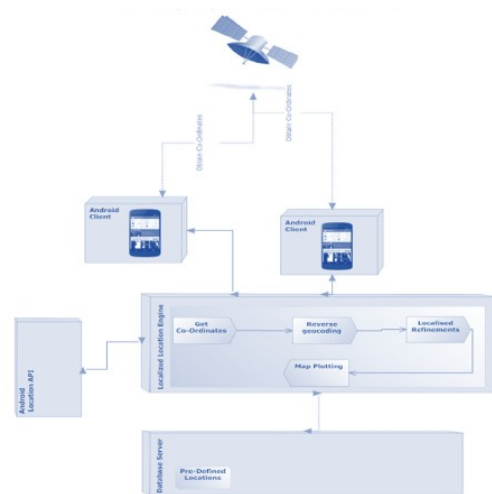 Obtain Co-Ordinates
Obtain Co-Ordinates
Android
Client
Android
Client
Localized Location Engine
Get
Co-Ordinates
Reverse
geocoding
Localised
Refinements
Map Plotting
Android
Location API
Database Server
Pre-Defined
Locations